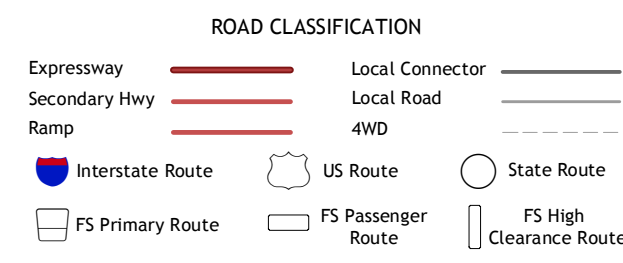 ROAD CLASSIFICATION
Expressway
Local Connector
Secondary Hwy
Local Road
Ramp
4WD
Interstate Route
US Route
State Route
FS Primary Route
FS Passenger
Route
FS High
Clearance Route